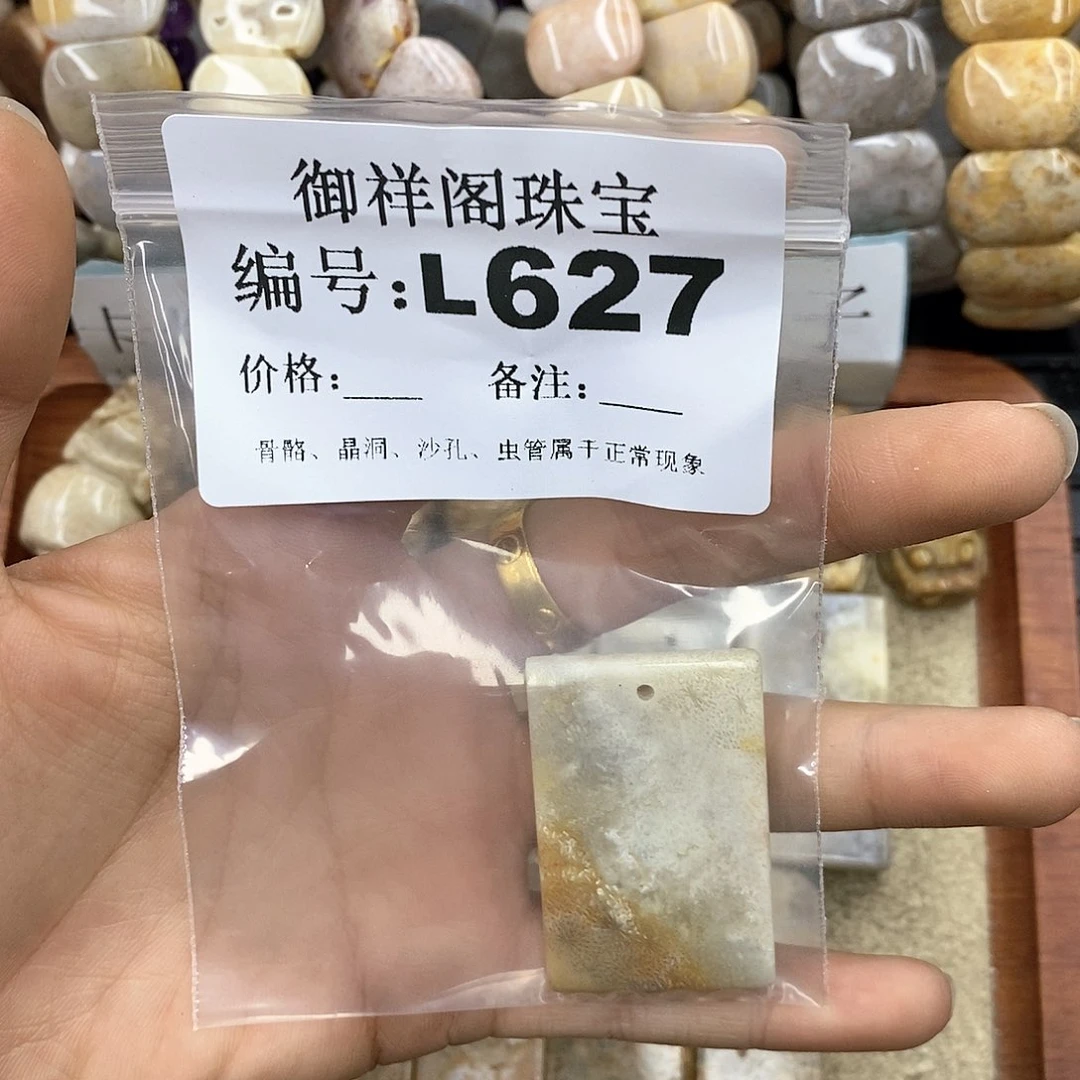 御祥阁珠宝
编号:L627
价格:____ 备注:____
骨骼、晶洞、沙孔、虫管属于正常现象